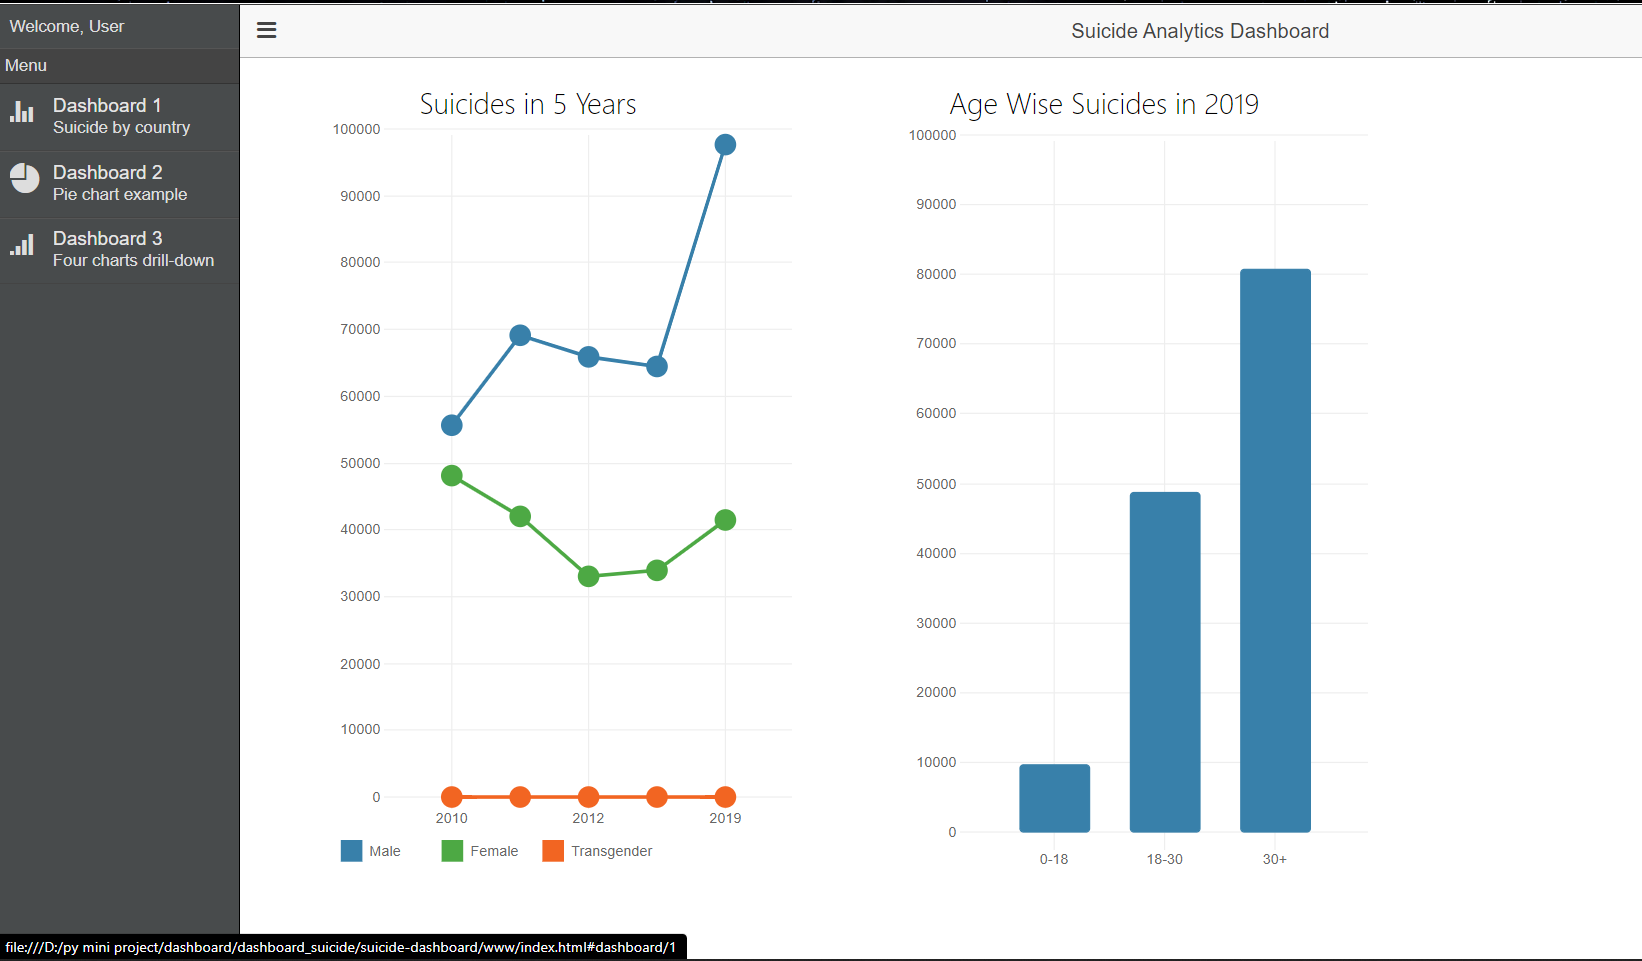 Welcome, User
Menu
Dashboard 1
Suicide by country
Dashboard 2
Pie chart example
Dashboard 3
Four charts drill-down
Suicide Analytics Dashboard
Suicides in 5 Years
100000
90000
80000
70000
60000
50000
40000
30000
20000
10000
0
2010 2012 2019
Male Female Transgender
Age Wise Suicides in 2019
100000
90000
80000
70000
60000
50000
40000
30000
20000
10000
0
0-18 18-30 30+
file:///D:/py mini project/dashboard/dashboard_suicide/suicide-dashboard/www/index.html#dashboard/1